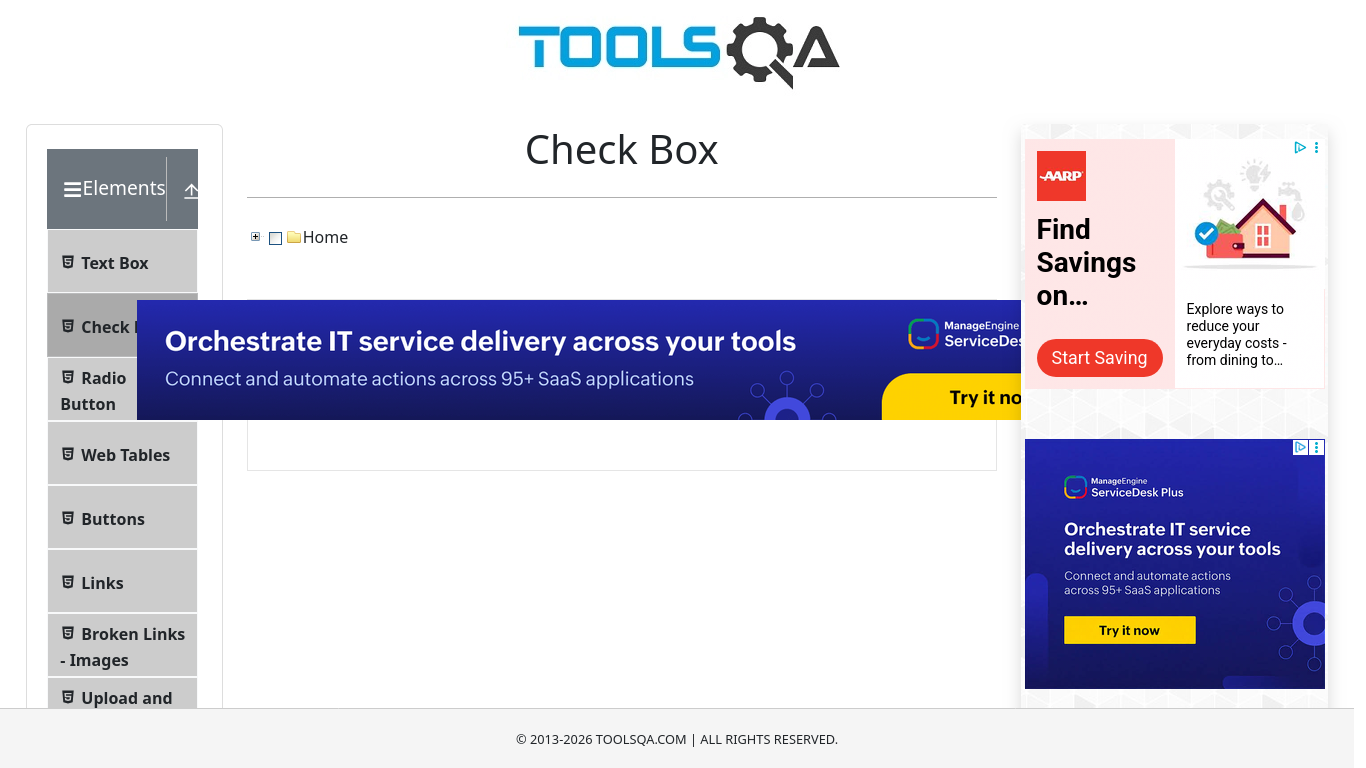 TOOLSQA
Elements
Text Box
Check
Radio
Button
Web Tables
Buttons
Links
Broken Links
- Images
Upload and
Check Box
Home
Orchestrate IT service delivery across your tools
Connect and automate actions across 95+ SaaS applications
ManageEngine
ServiceDes
Try it no
AARP
Find
Savings
on…
Start Saving
Explore ways to
reduce your
everyday costs -
from dining to…
ManageEngine
ServiceDesk Plus
Orchestrate IT service
delivery across your tools
Connect and automate actions
across 95+ SaaS applications
Try it now
© 2013-2026 TOOLSQA.COM | ALL RIGHTS RESERVED.